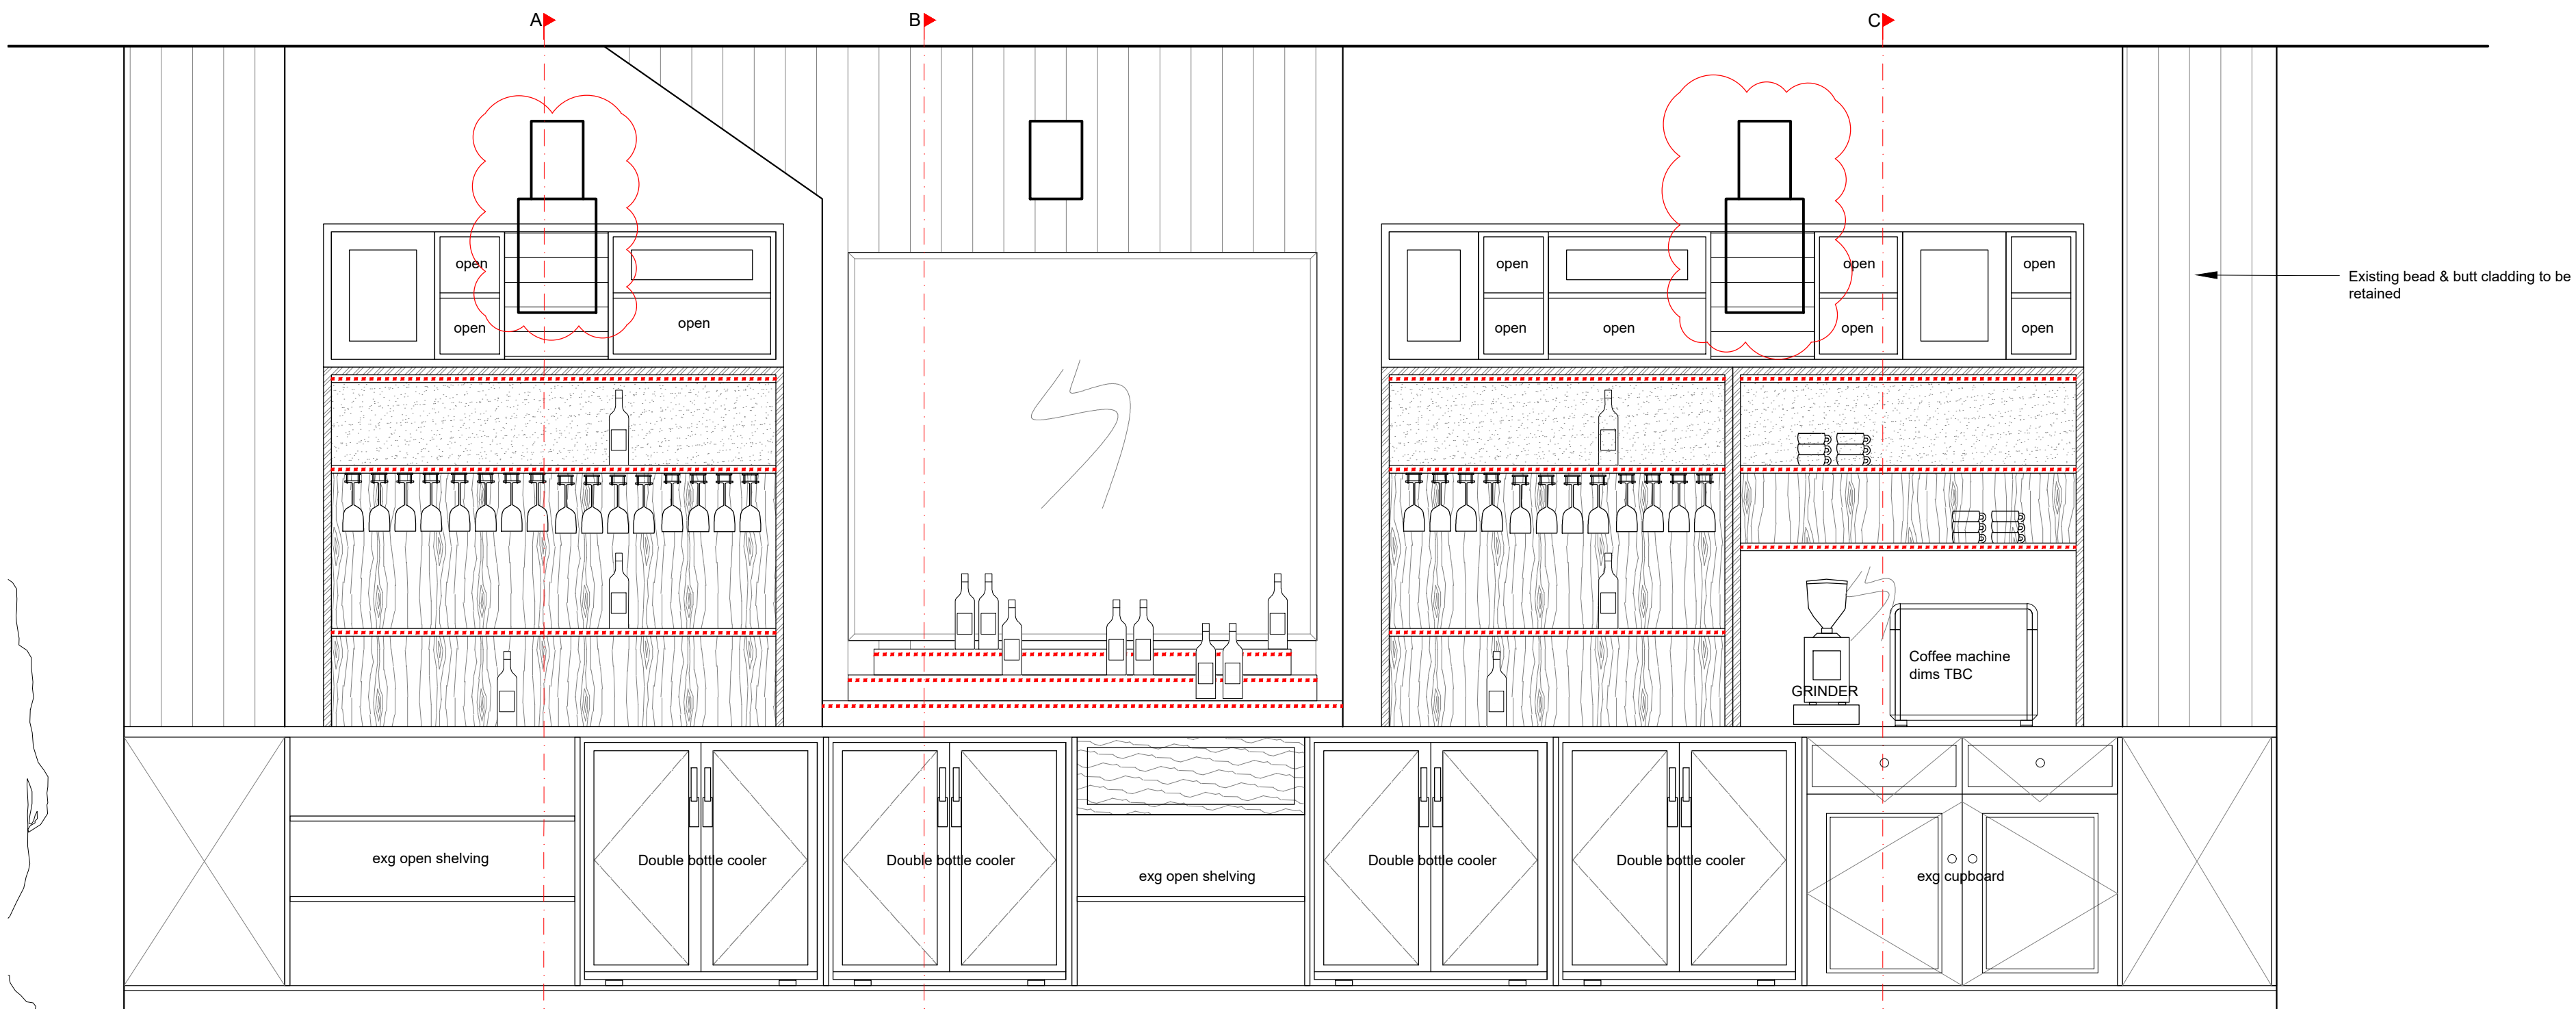 A
B
C
open
open
open
open
open
open
open
open
open
open
open
Existing bead & butt cladding to be
retained
Coffee machine
dims TBC
GRINDER
exg open shelving
Double bottle cooler
Double bottle cooler
exg open shelving
Double bottle cooler
Double bottle cooler
exg cupboard